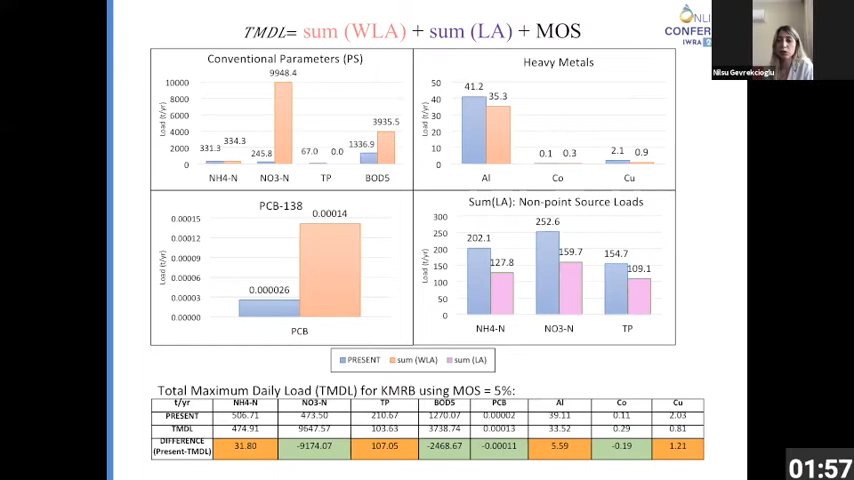 TMDL= sum (WLA) + sum (LA) + MOS
NLI
CONFER
IWRA
Nilsu Gevrekcioglu
Conventional Parameters (PS)
Load (t/yr)
10000
8000
6000
4000
2000
0
331.3 334.3
245.8
9948.4
67.0 0.0
1336.9
3935.5
NH4-N NO3-N TP BOD5
Heavy Metals
Load (t/yr)
50
40
30
20
10
0
41.2
35.3
0.1 0.3
2.1 0.9
Al Co Cu
PCB-138
Load (t/yr)
0.00015
0.00012
0.00009
0.00006
0.00003
0.00000
0.000026
0.00014
PCB
Sum(LA): Non-point Source Loads
Load (t/yr)
300
250
200
150
100
50
0
202.1
127.8
252.6
159.7
154.7
109.1
NH4-N NO3-N TP
PRESENT sum (WLA) sum (LA)
Total Maximum Daily Load (TMDL) for KMRB using MOS = 5%:
t/yr NH4-N NO3-N TP BOD5 PCB Al Co Cu
PRESENT 506.71 473.50 210.67 1270.07 0.00002 39.11 0.11 2.03
TMDL 474.91 9647.57 103.63 3738.74 0.00013 33.52 0.29 0.81
DIFFERENCE
(Present-TMDL) 31.80 -9174.07 107.05 -2468.67 -0.00011 5.59 -0.19 1.21
01:57